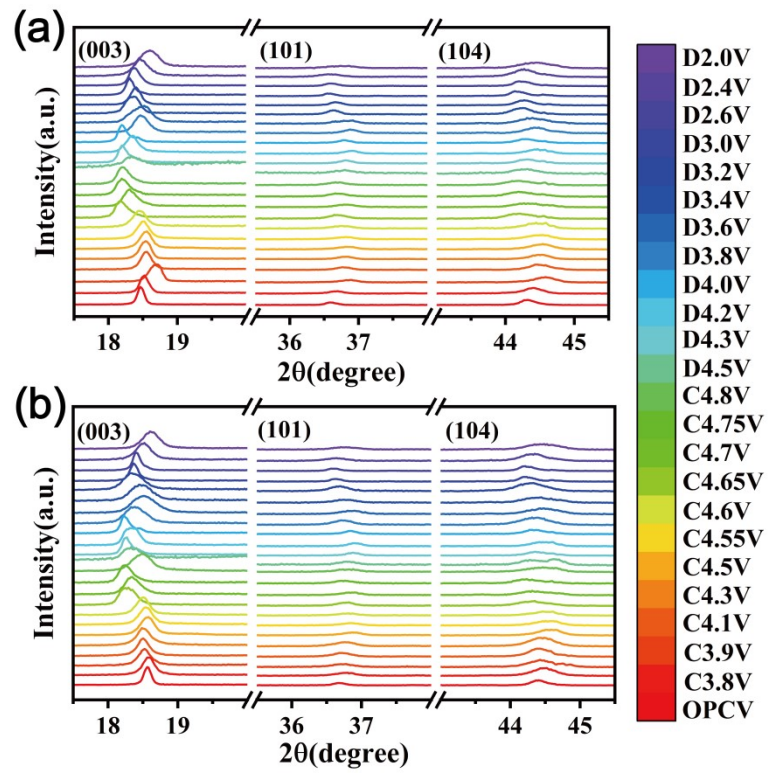 (a)
(003)
(101)
(104)
Intensity(a.u.)
18
19
36
37
44
45
2θ(degree)
(b)
(003)
(101)
(104)
Intensity(a.u.)
18
19
36
37
44
45
2θ(degree)
D2.0V
D2.4V
D2.6V
D3.0V
D3.2V
D3.4V
D3.6V
D3.8V
D4.0V
D4.2V
D4.3V
D4.5V
C4.8V
C4.75V
C4.7V
C4.65V
C4.6V
C4.55V
C4.5V
C4.3V
C4.1V
C3.9V
C3.8V
OPCV